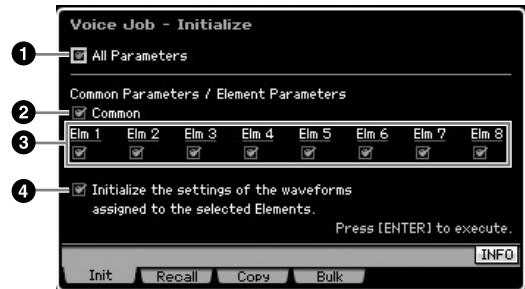 Voice Job - Initialize
1 All Parameters
Common Parameters / Element Parameters
2 Common
3 Elm 1 Elm 2 Elm 3 Elm 4 Elm 5 Elm 6 Elm 7 Elm 8
4 Initialize the settings of the waveforms
assigned to the selected Elements.
Press [ENTER] to execute.
INFO
Init Recall Copy Bulk